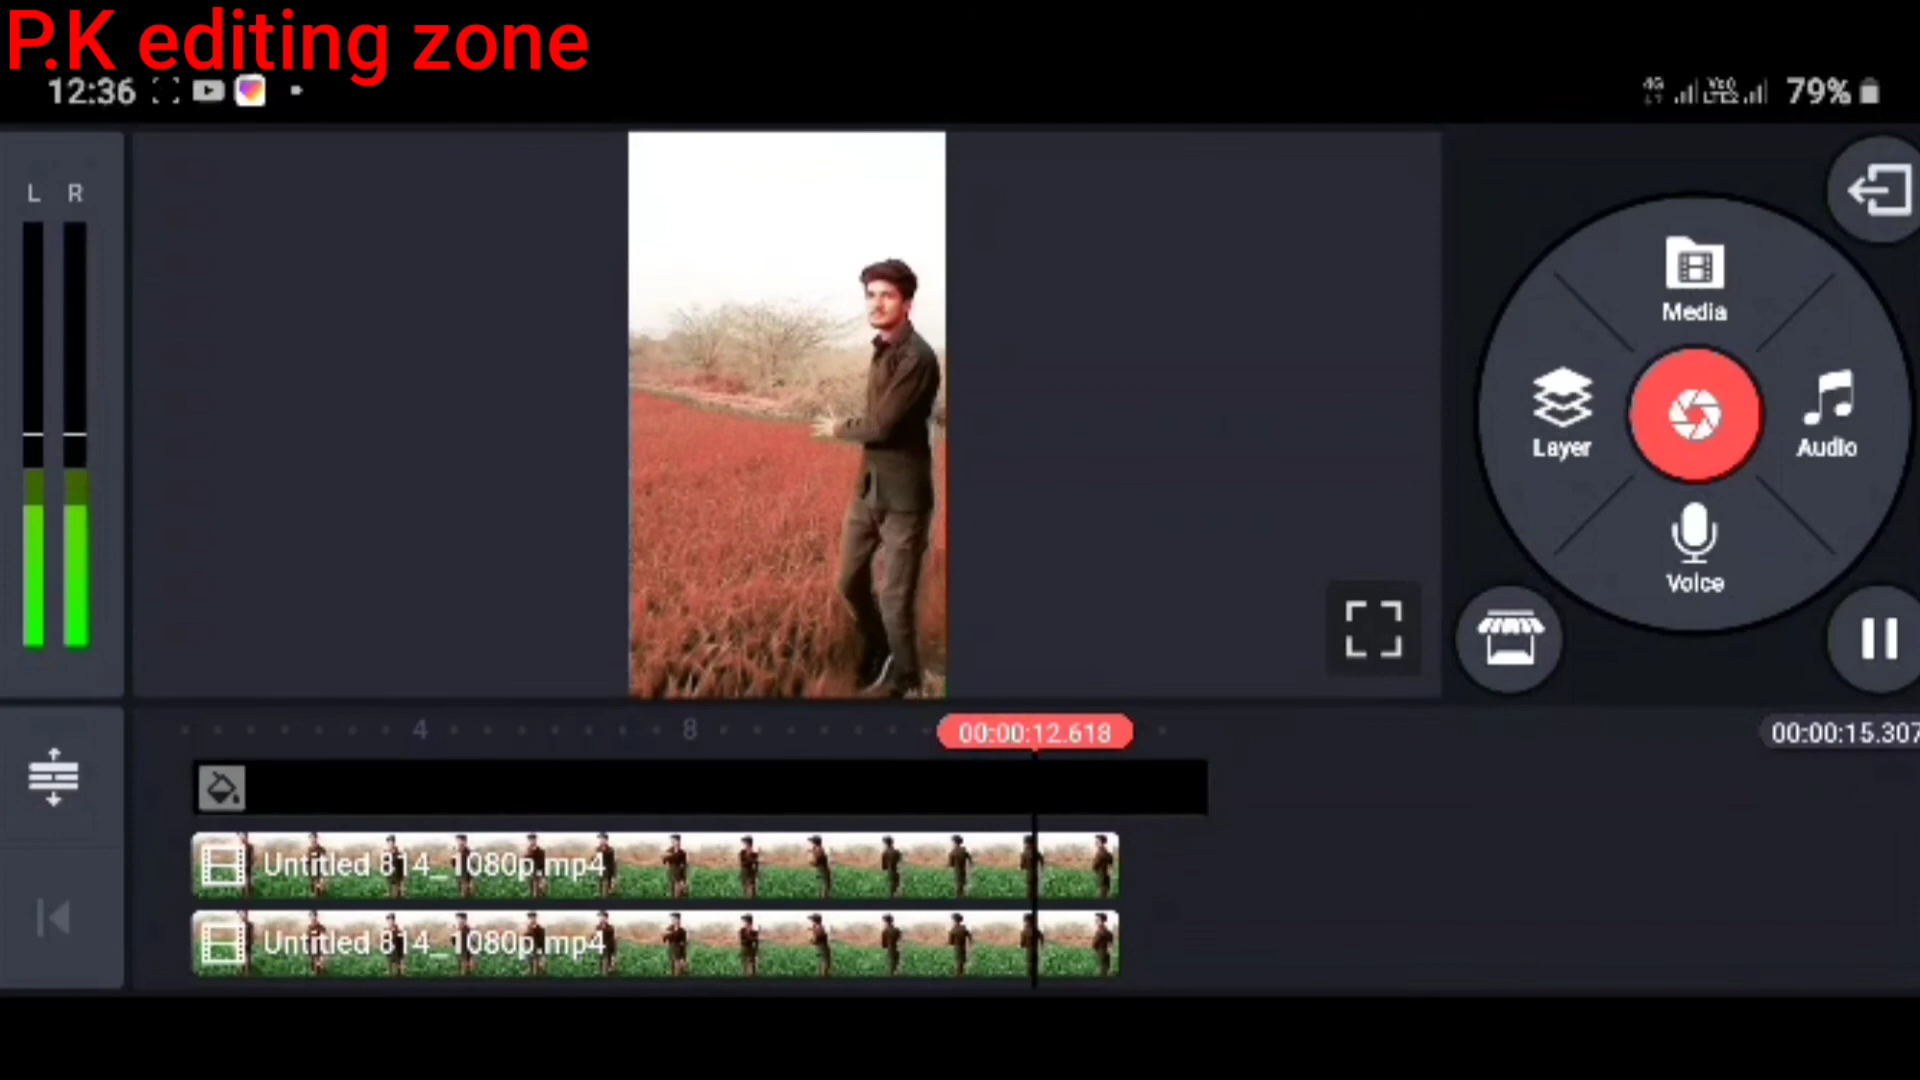 P.K editing zone
12:36
79%
L R
Media
Layer
Audio
Voice
4
8
00:00:12.618
00:00:15.307
Untitled 814_1080p.mp4
Untitled 814_1080p.mp4